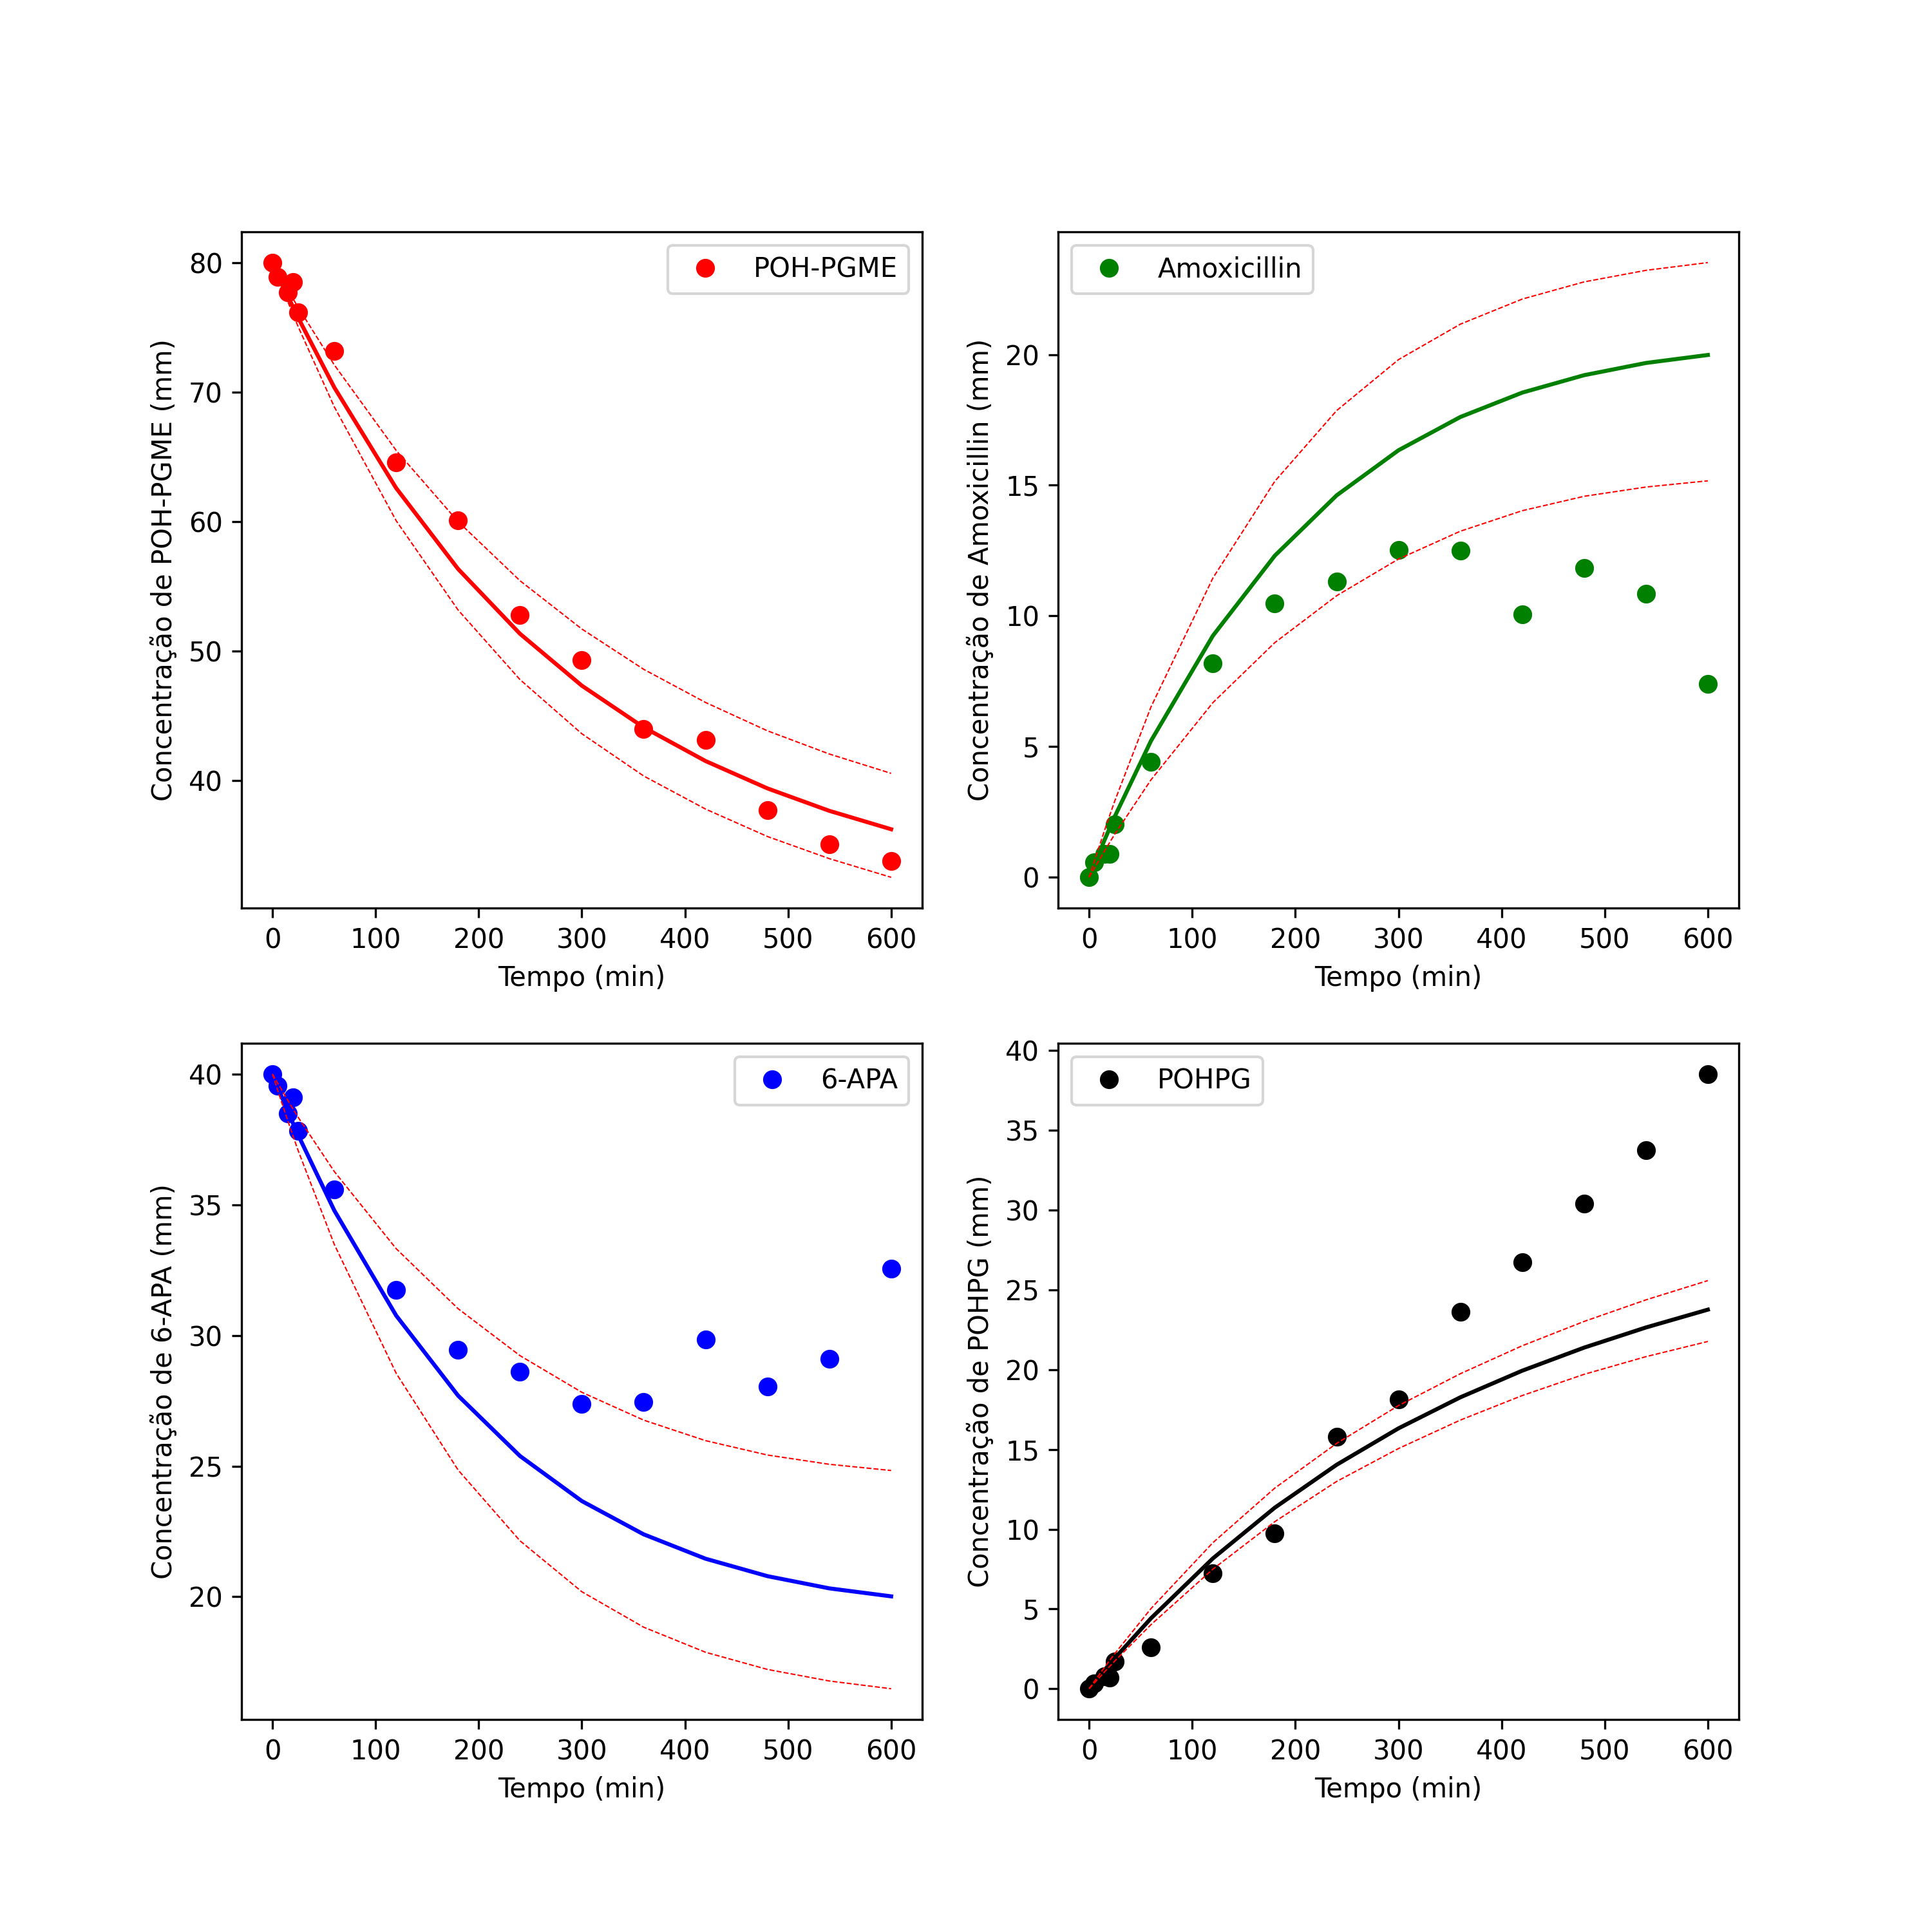 POH-PGME
Concentração de POH-PGME (mm)
80
70
60
50
40
0 100 200 300 400 500 600
Tempo (min)
Amoxicillin
Concentração de Amoxicillin (mm)
20
15
10
5
0
0 100 200 300 400 500 600
Tempo (min)
6-APA
Concentração de 6-APA (mm)
40
35
30
25
20
0 100 200 300 400 500 600
Tempo (min)
POHPG
Concentração de POHPG (mm)
40
35
30
25
20
15
10
5
0
0 100 200 300 400 500 600
Tempo (min)